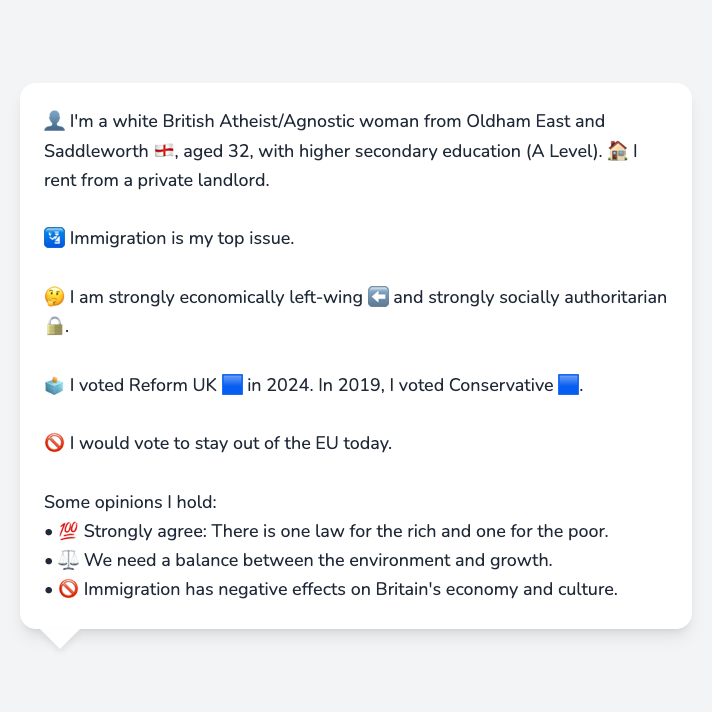 👤 I'm a white British Atheist/Agnostic woman from Oldham East and
Saddleworth 🏴󠁧󠁢󠁥󠁮󠁧󠁿, aged 32, with higher secondary education (A Level). 🏠 I
rent from a private landlord.
🛂 Immigration is my top issue.
🤔 I am strongly economically left-wing ⬅️ and strongly socially authoritarian
🔒.
🗳️ I voted Reform UK 🟦 in 2024. In 2019, I voted Conservative 🟦.
🚫 I would vote to stay out of the EU today.
Some opinions I hold:
• 💯 Strongly agree: There is one law for the rich and one for the poor.
• ⚖️ We need a balance between the environment and growth.
• 🚫 Immigration has negative effects on Britain's economy and culture.